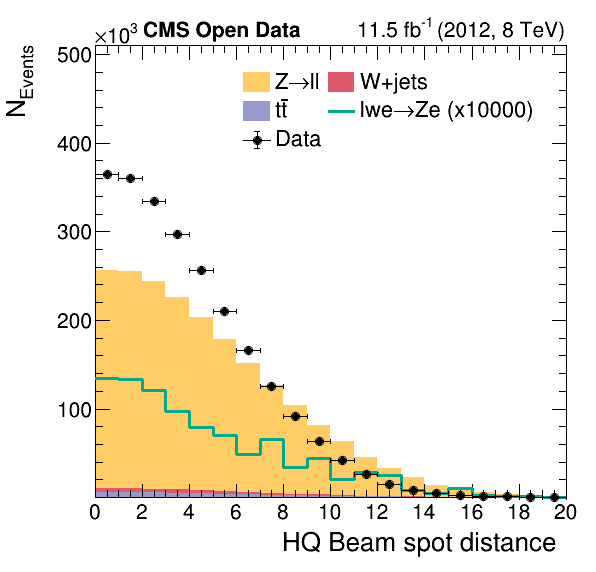 ×10³ CMS Open Data 11.5 fb⁻¹ (2012, 8 TeV)
N_Events
500
400
300
200
100
Z→ll W+jets
tt̄ lwe→Ze (x10000)
Data
0 2 4 6 8 10 12 14 16 18 20
HQ Beam spot distance